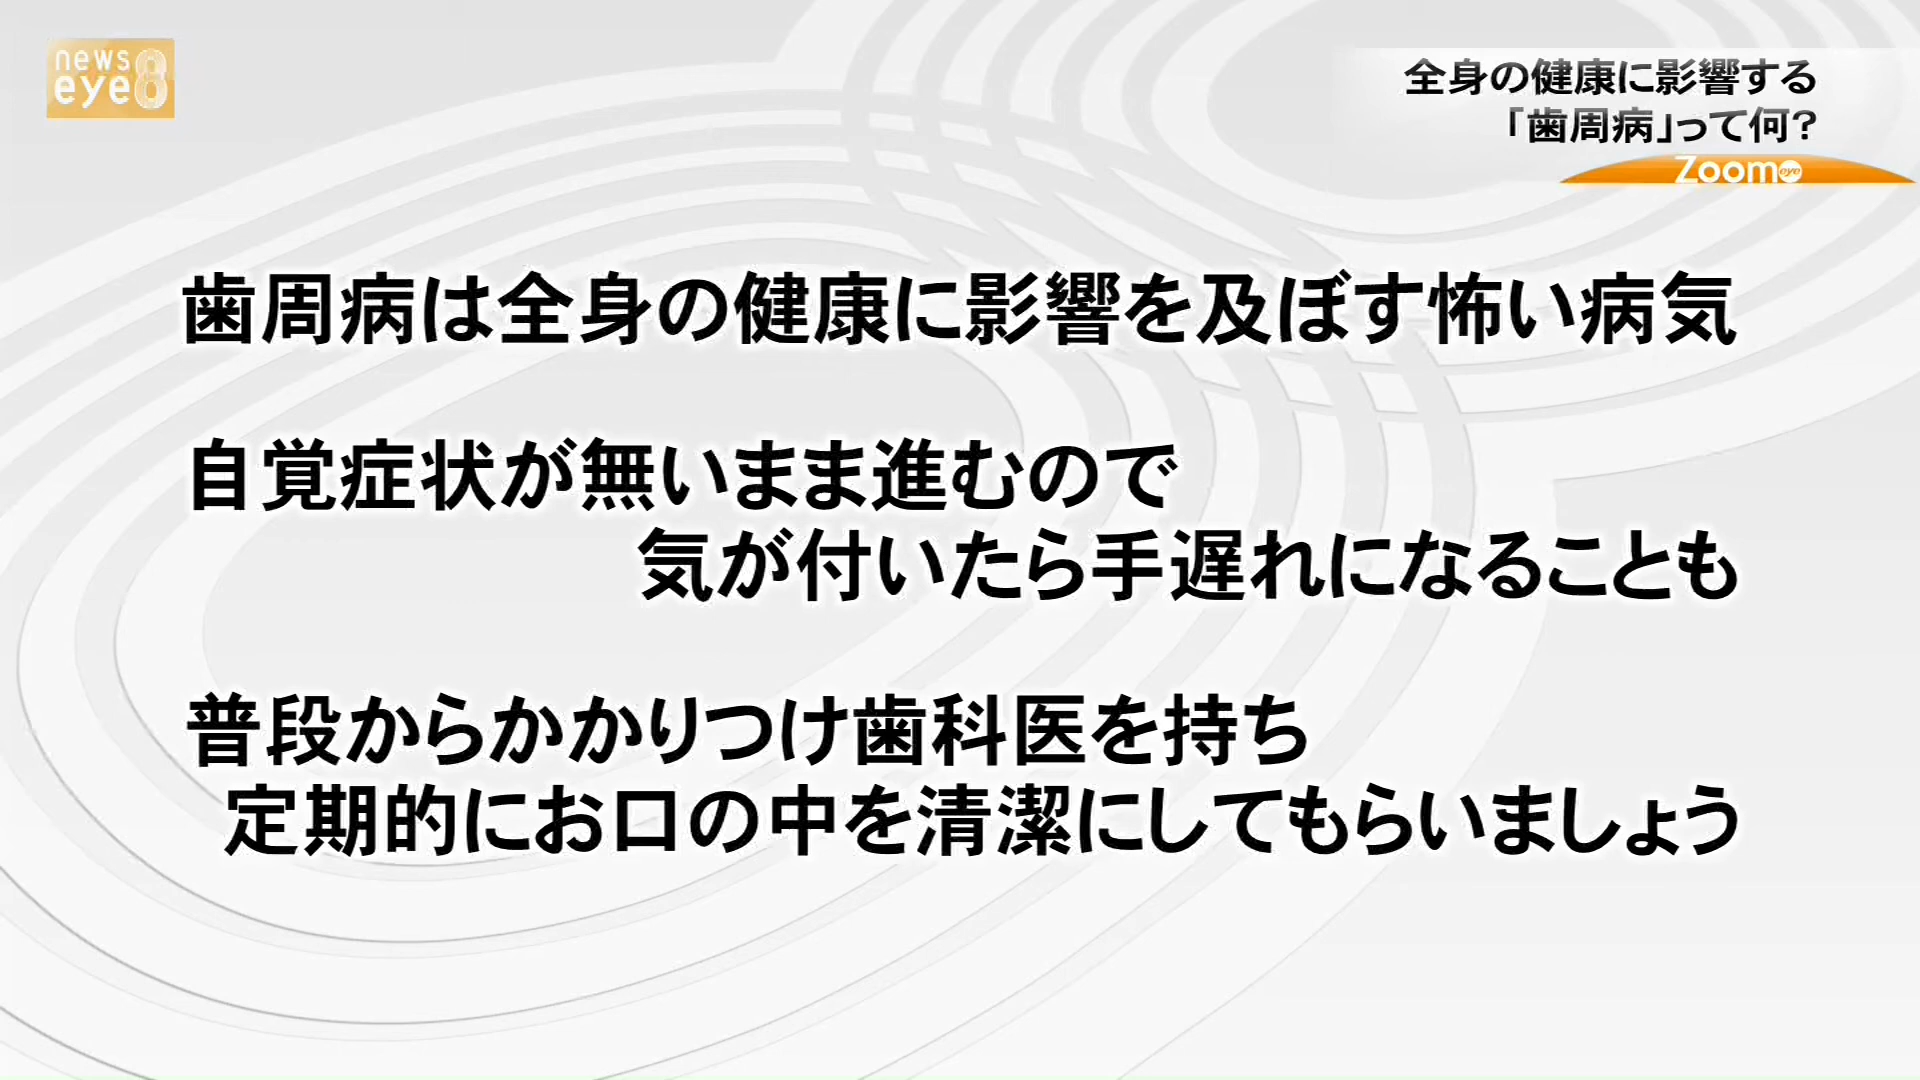 news
eye8
全身の健康に影響する
「歯周病」って何?
Zoom eye
歯周病は全身の健康に影響を及ぼす怖い病気
自覚症状が無いまま進むので
気が付いたら手遅れになることも
普段からかかりつけ歯科医を持ち
定期的にお口の中を清潔にしてもらいましょう